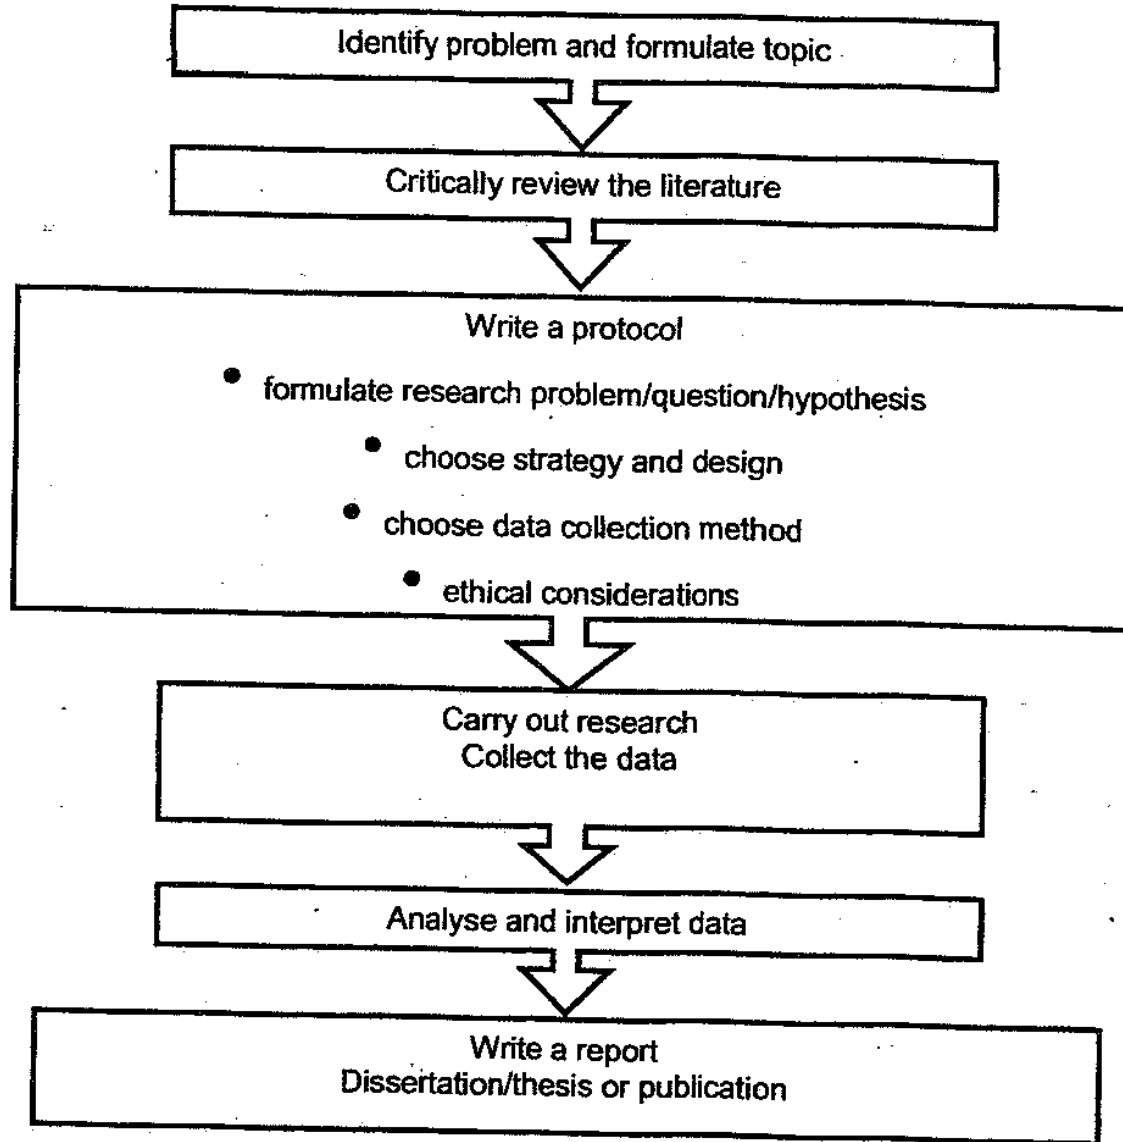 Identify problem and formulate topic
Critically review the literature
Write a protocol
• formulate research problem/question/hypothesis
• choose strategy and design
• choose data collection method
• ethical considerations
Carry out research
Collect the data
Analyse and interpret data
Write a report
Dissertation/thesis or publication